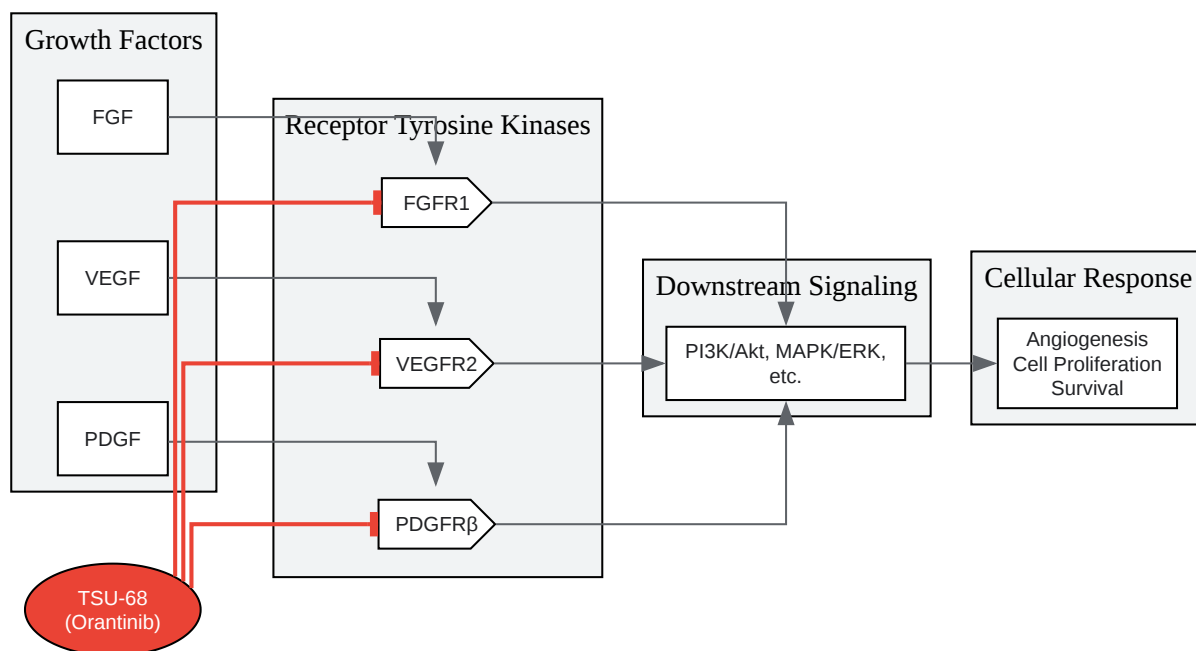 Growth Factors
FGF
VEGF
PDGF
Receptor Tyrosine Kinases
FGFR1
VEGFR2
PDGFRβ
Downstream Signaling
PI3K/Akt, MAPK/ERK,
etc.
Cellular Response
Angiogenesis
Cell Proliferation
Survival
TSU-68
(Orantinib)